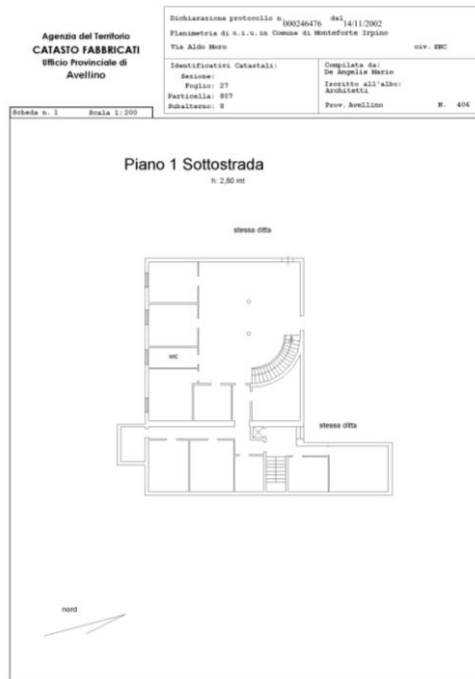 Agenzia del Territorio
CATASTO FABBRICATI
Ufficio Provinciale di
Avellino
Dichiarazione protocollo n. 000246476 del 14/11/2002
Planimetria di u.i.u. in Comune di Monteforte Irpino
Via Aldo Moro civ. SNC
Identificativi Catastali:
Sezione:
Foglio: 27
Particella: 807
Subalterno: 8
Compilata da:
De Angelis Mario
Iscritto all'albo:
Architetti
Prov. Avellino N. 406
Scheda n. 1 Scala 1:200
Piano 1 Sottostrada
h: 2,80 mt
stessa ditta
WC
stessa ditta
nord